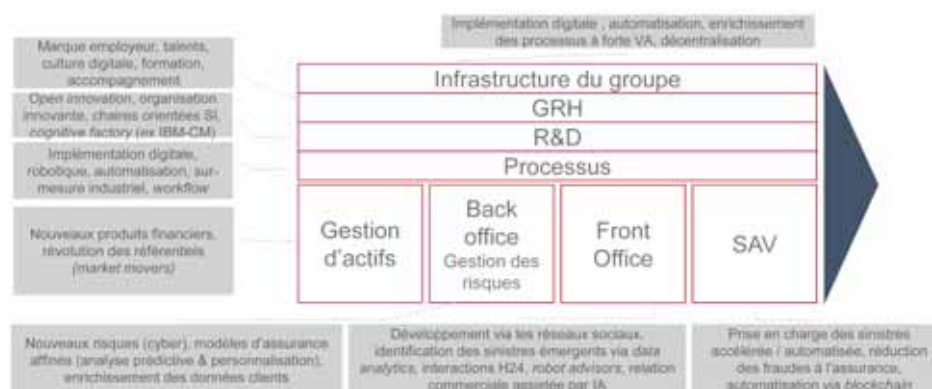 Implémentation digitale , automatisation, enrichissement
des processus à forte VA, décentralisation
Marque employeur, talents,
culture digitale, formation,
accompagnement
Open innovation, organisation
innovante, chaires orientées SI,
cognitive factory (ex IBM-CM)
Implémentation digitale,
robotique, automatisation, sur-
mesure industriel, workflow
Nouveaux produits financiers,
révolution des référentiels
(market movers)
Infrastructure du groupe
GRH
R&D
Processus
Gestion
d'actifs
Back
office
Gestion des
risques
Front
Office
SAV
Nouveaux risques (cyber), modèles d'assurance
affinés (analyse prédictive & personnalisation),
enrichissement des données clients
Développement via les réseaux sociaux,
identification des sinistres émergents via data
analytics, interactions H24, robot advisors, relation
commerciale assistée par IA
Prise en charge des sinistres
accélérée / automatisée, réduction
des fraudes à l'assurance,
automatisation via blockchain